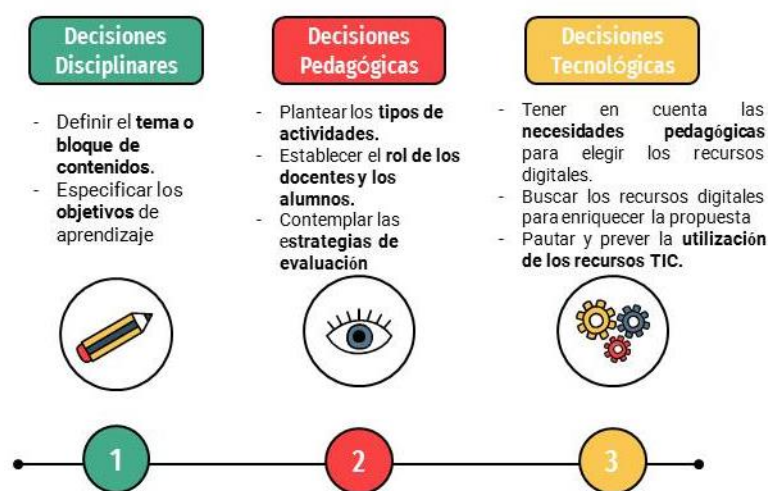 Decisiones
Disciplinares
- Definir el tema o
bloque de
contenidos.
- Especificar los
objetivos de
aprendizaje
1
Decisiones
Pedagógicas
- Plantear los tipos de
actividades.
- Establecer el rol de los
docentes y los
alumnos.
- Contemplar las
estrategias de
evaluación
2
Decisiones
Tecnológicas
- Tener en cuenta las
necesidades pedagógicas
para elegir los recursos
digitales.
- Buscar los recursos digitales
para enriquecer la propuesta
- Pautar y prever la utilización
de los recursos TIC.
3